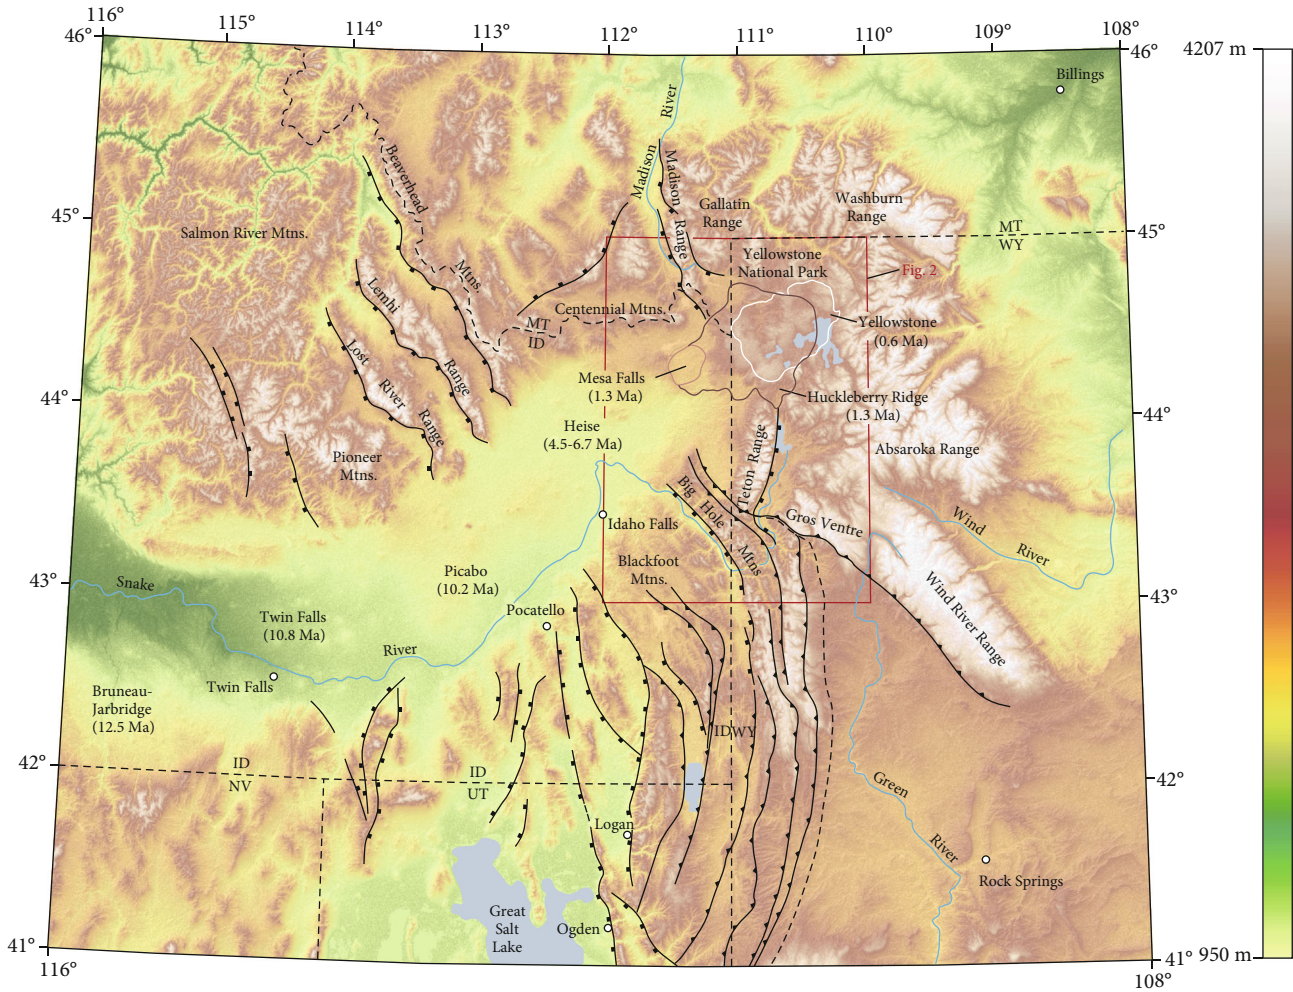 116°
115°
114°
113°
112°
111°
110°
109°
108°
46°
46°
4207 m
Billings
River
Madison
Madison
Range
Beaverhead
Mtns.
Gallatin
Range
Washburn
Range
45°
MT
WY
45°
Salmon River Mtns.
Yellowstone
National Park
Fig. 2
Lemhi
Range
Centennial Mtns.
MT
ID
Yellowstone
(0.6 Ma)
Lost
River
Range
Mesa Falls
(1.3 Ma)
Huckleberry Ridge
(1.3 Ma)
44°
44°
Heise
(4.5-6.7 Ma)
Absaroka Range
Pioneer
Mtns.
Teton Range
Big
Hole
Mtns
Gros Ventre
Wind
River
Idaho Falls
Blackfoot
Mtns.
43°
43°
Snake
Picabo
(10.2 Ma)
Wind River Range
Twin Falls
(10.8 Ma)
Pocatello
River
Twin Falls
Bruneau-
Jarbridge
(12.5 Ma)
IDWY
42°
ID
NV
ID
UT
42°
Green
River
Logan
Rock Springs
Great
Salt
Lake
Ogden
41°
41°
950 m
116°
108°